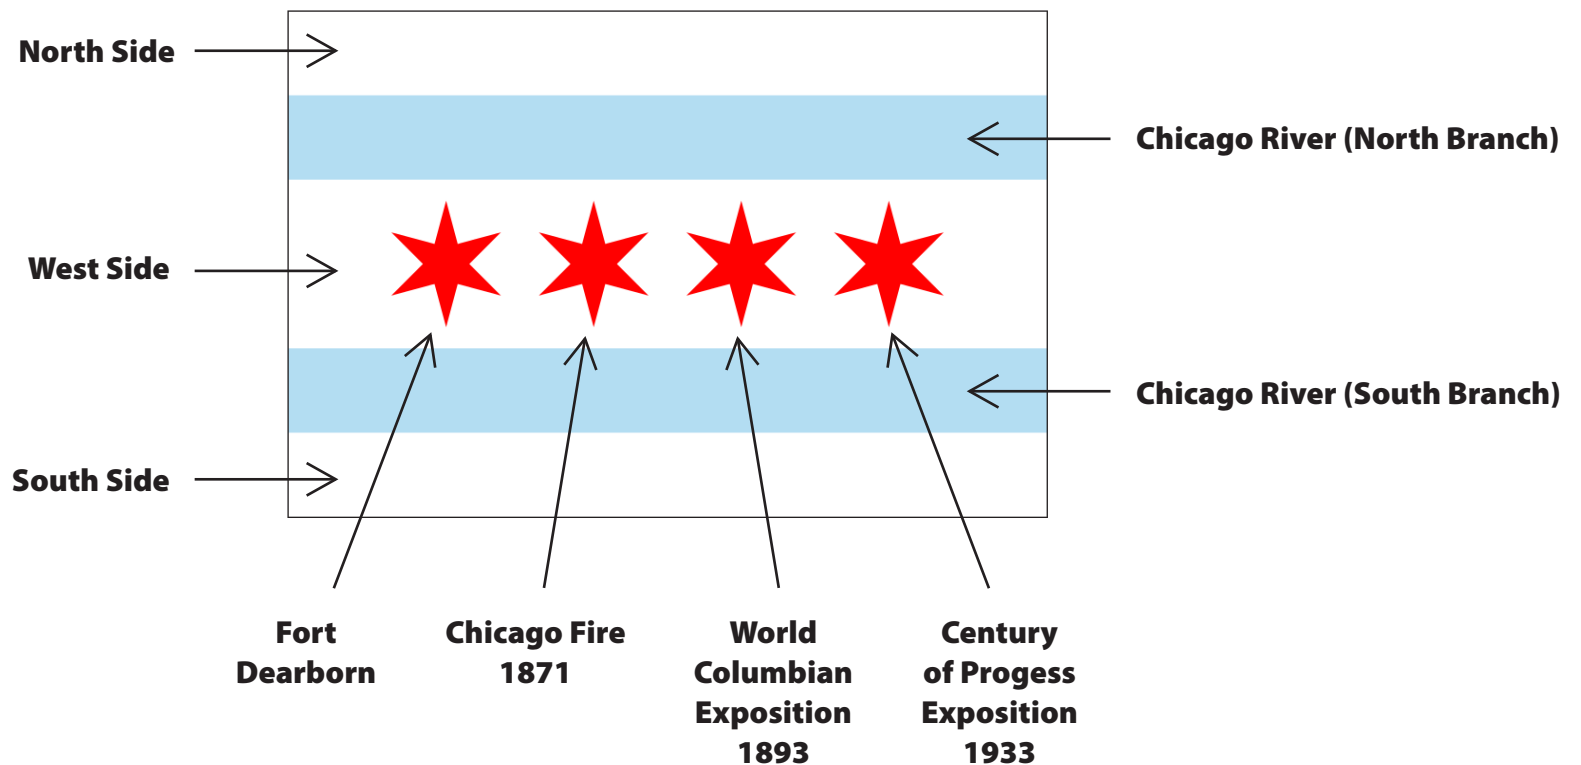 North Side
Chicago River (North Branch)
West Side
Chicago River (South Branch)
South Side
Fort
Dearborn
Chicago Fire
1871
World
Columbian
Exposition
1893
Century
of Progess
Exposition
1933